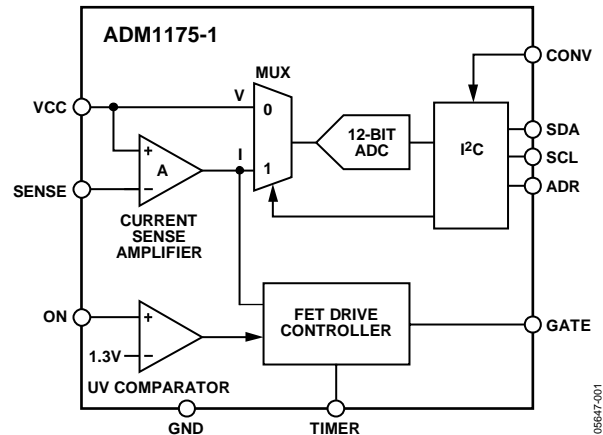 ADM1175-1
MUX
CONV
VCC
V
0
12-BIT
ADC
I²C
SDA
SCL
ADR
+
A
−
I
1
SENSE
CURRENT
SENSE
AMPLIFIER
ON
+
1.3V
−
UV COMPARATOR
FET DRIVE
CONTROLLER
GATE
GND
TIMER
05647-001